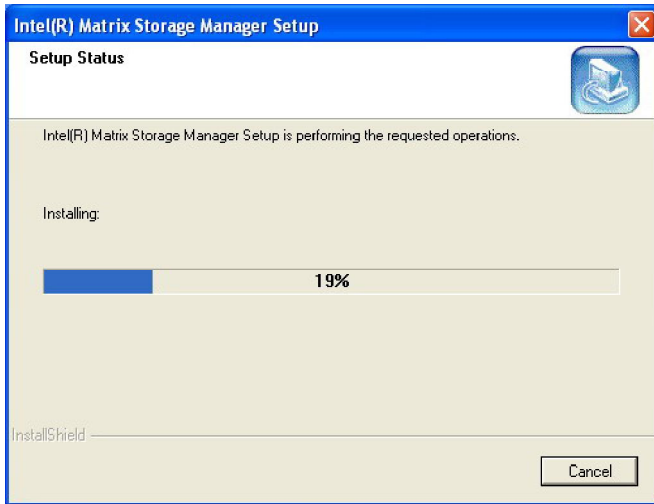 Intel(R) Matrix Storage Manager Setup
Setup Status
Intel(R) Matrix Storage Manager Setup is performing the requested operations.
Installing:
19%
InstallShield
Cancel